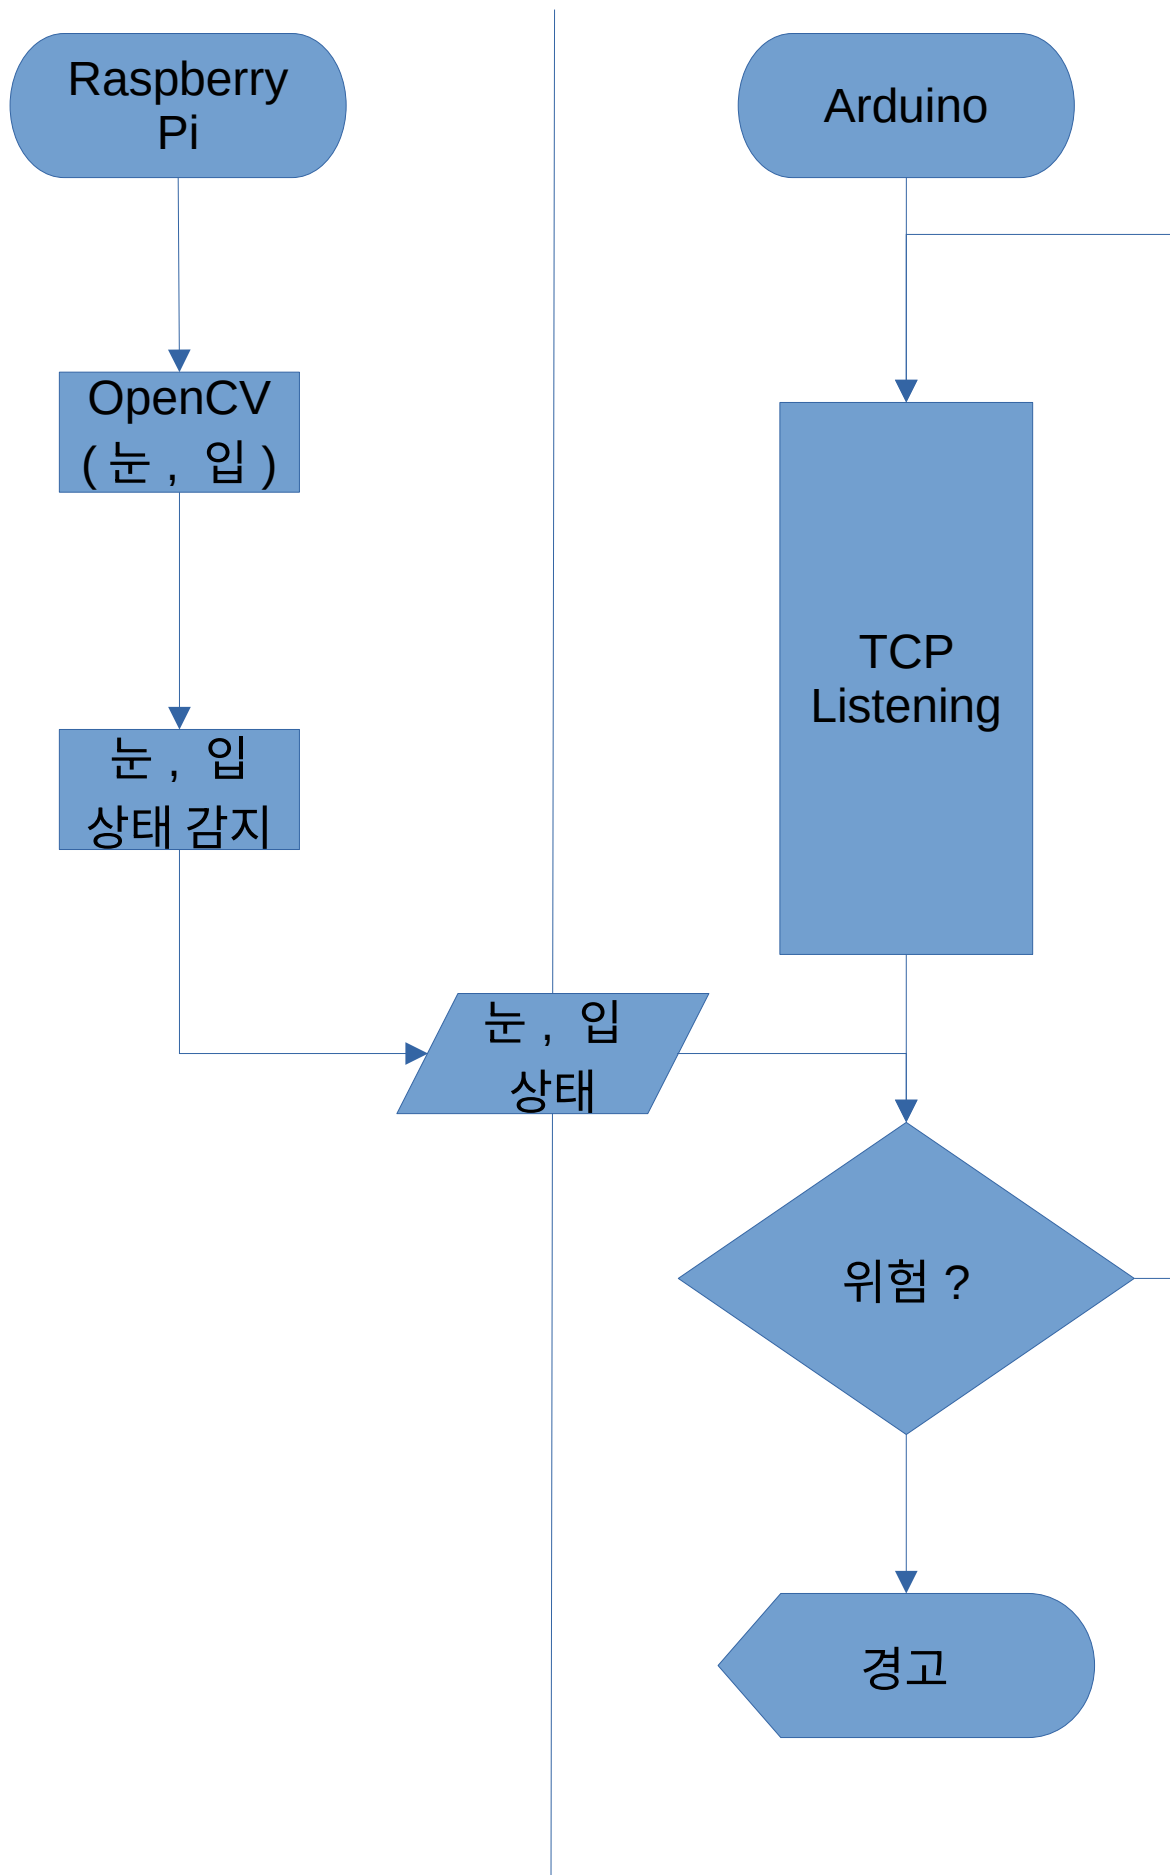 Raspberry
Pi
OpenCV
( 눈 , 입 )
눈 , 입
상태 감지
눈 , 입
상태
Arduino
TCP
Listening
위험 ?
경고